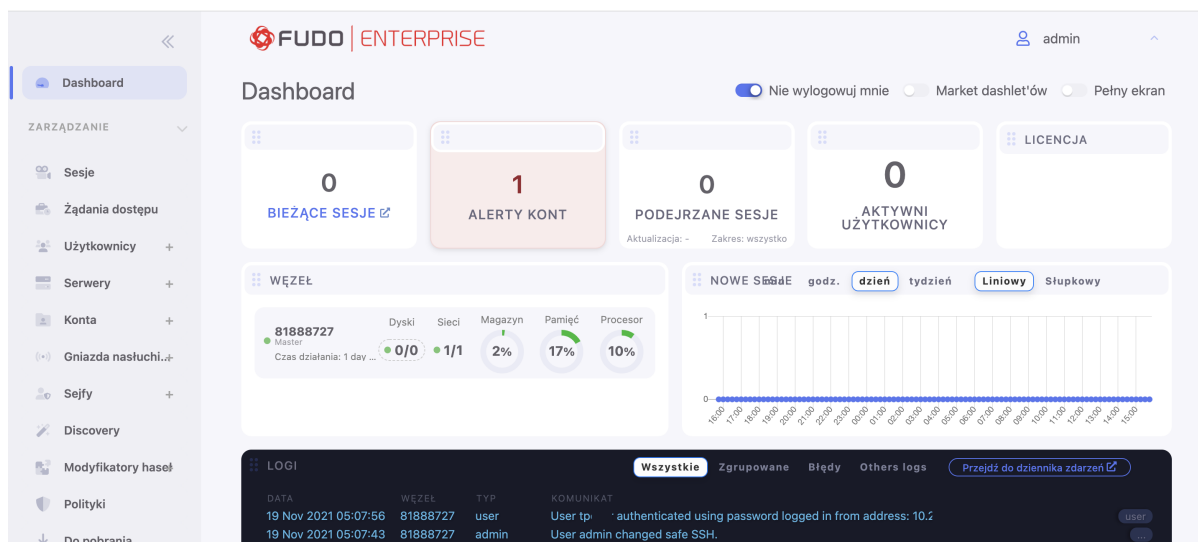 FUDO ENTERPRISE
admin
Dashboard
ZARZĄDZANIE
Sesje
Żądania dostępu
Użytkownicy +
Serwery +
Konta +
Gniazda nasłuchi...+
Sejfy +
Discovery
Modyfikatory haseł
Polityki
Do pobrania
Dashboard
Nie wylogowuj mnie
Market dashlet'ów
Pełny ekran
0
BIEŻĄCE SESJE
1
ALERTY KONT
0
PODEJRZANE SESJE
Aktualizacja: - Zakres: wszystko
0
AKTYWNI
UŻYTKOWNICY
LICENCJA
WĘZEŁ
81888727
Master
Czas działania: 1 day ...
Dyski
0/0
Sieci
1/1
Magazyn
2%
Pamięć
17%
Procesor
10%
NOWE SESJE godz. dzień tydzień Liniowy Słupkowy
1
0
16:00 17:00 18:00 19:00 20:00 21:00 22:00 23:00 00:00 01:00 02:00 03:00 04:00 05:00 06:00 07:00 08:00 09:00 10:00 11:00 12:00 13:00 14:00 15:00
LOGI Wszystkie Zgrupowane Błędy Others logs Przejdź do dziennika zdarzeń
DATA WĘZEŁ TYP KOMUNIKAT
19 Nov 2021 05:07:56 81888727 user User tp authenticated using password logged in from address: 10.2 user
19 Nov 2021 05:07:43 81888727 admin User admin changed safe SSH. ...